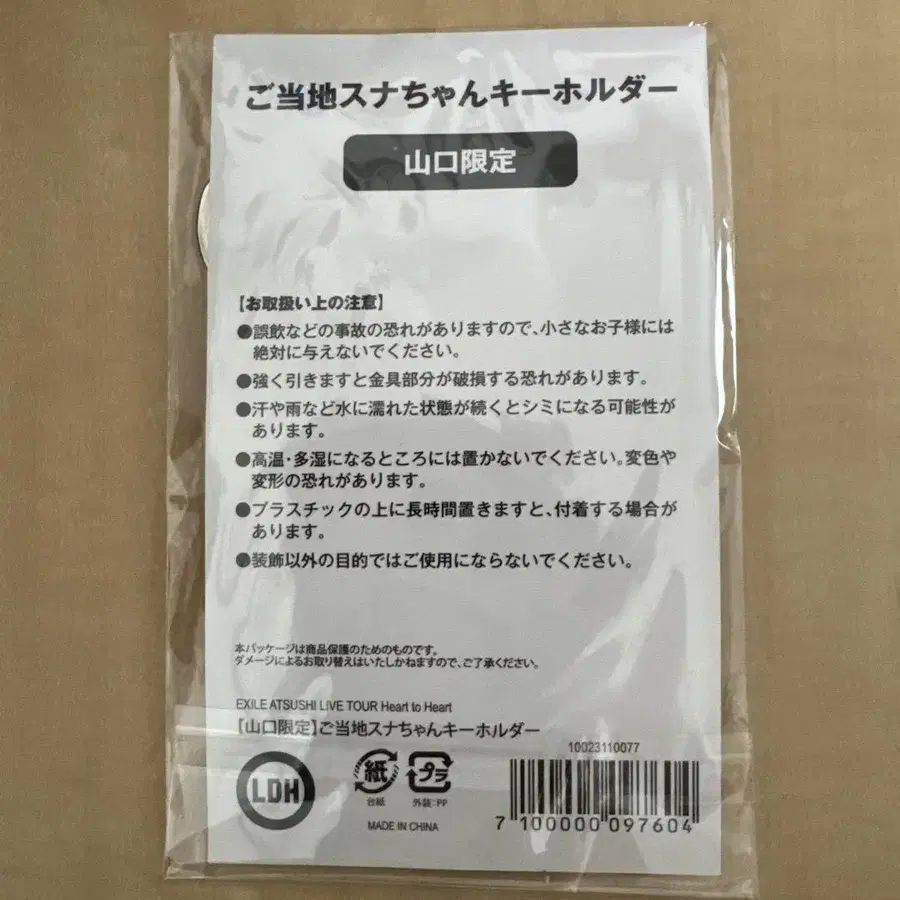 ご当地スナちゃんキーホルダー
山口限定
【お取扱い上の注意】
●誤飲などの事故の恐れがありますので、小さなお子様には
絶対に与えないでください。
●強く引きますと金具部分が破損する恐れがあります。
●汗や雨など水に濡れた状態が続くとシミになる可能性が
あります。
●高温・多湿になるところには置かないでください。変色や
変形の恐れがあります。
●プラスチックの上に長時間置きますと、付着する場合が
あります。
●装飾以外の目的ではご使用にならないでください。
本パッケージは商品保護のためのものです。
ダメージによるお取り替えはいたしかねますので、ご了承ください。
EXILE ATSUSHI LIVE TOUR Heart to Heart
【山口限定】ご当地スナちゃんキーホルダー
10023110077
LDH
紙
プラ
台紙
外装:PP
MADE IN CHINA
7 100000 097604